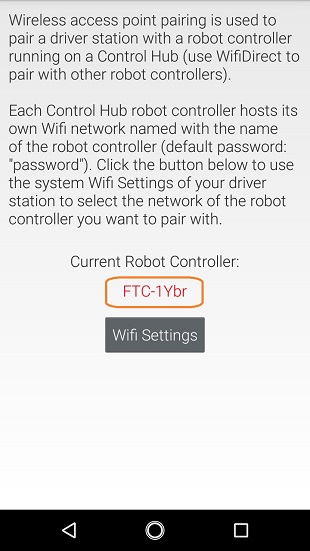 Wireless access point pairing is used to
pair a driver station with a robot controller
running on a Control Hub (use WifiDirect to
pair with other robot controllers).
Each Control Hub robot controller hosts its
own Wifi network named with the name
of the robot controller (default password:
"password"). Click the button below to use
the system Wifi Settings of your driver
station to select the network of the robot
controller you want to pair with.
Current Robot Controller:
FTC-1Ybr
Wifi Settings